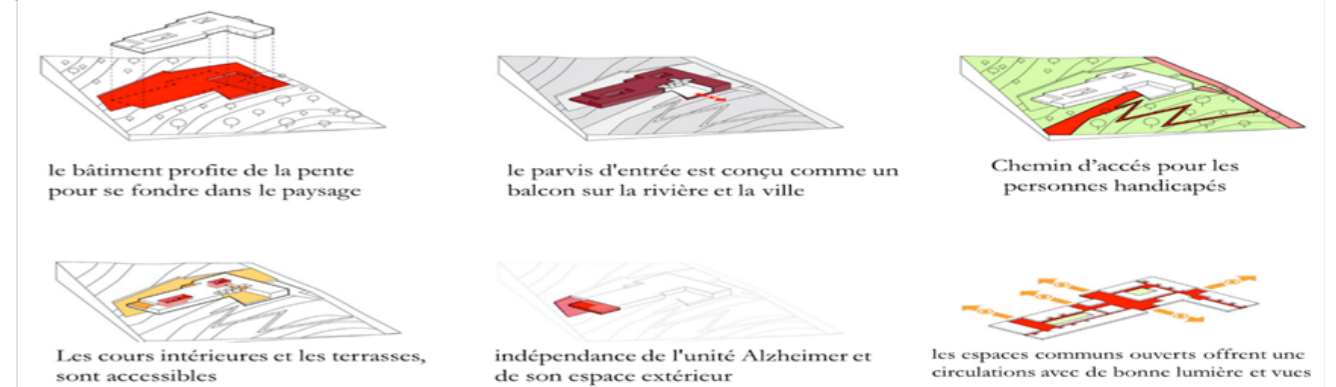 le bâtiment profite de la pente
pour se fondre dans le paysage
le parvis d'entrée est conçu comme un
balcon sur la rivière et la ville
Chemin d'accés pour les
personnes handicapés
Les cours intérieures et les terrasses,
sont accessibles
indépendance de l'unité Alzheimer et
de son espace extérieur
les espaces communs ouverts offrent une
circulations avec de bonne lumière et vues